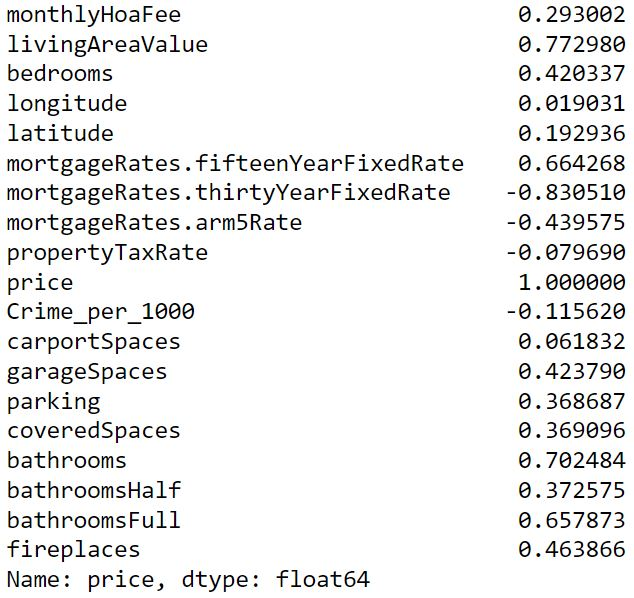 monthlyHoaFee                          0.293002
livingAreaValue                        0.772980
bedrooms                               0.420337
longitude                              0.019031
latitude                               0.192936
mortgageRates.fifteenYearFixedRate     0.664268
mortgageRates.thirtyYearFixedRate     -0.830510
mortgageRates.arm5Rate                -0.439575
propertyTaxRate                       -0.079690
price                                  1.000000
Crime_per_1000                        -0.115620
carportSpaces                          0.061832
garageSpaces                           0.423790
parking                                0.368687
coveredSpaces                          0.369096
bathrooms                              0.702484
bathroomsHalf                          0.372575
bathroomsFull                          0.657873
fireplaces                             0.463866
Name: price, dtype: float64